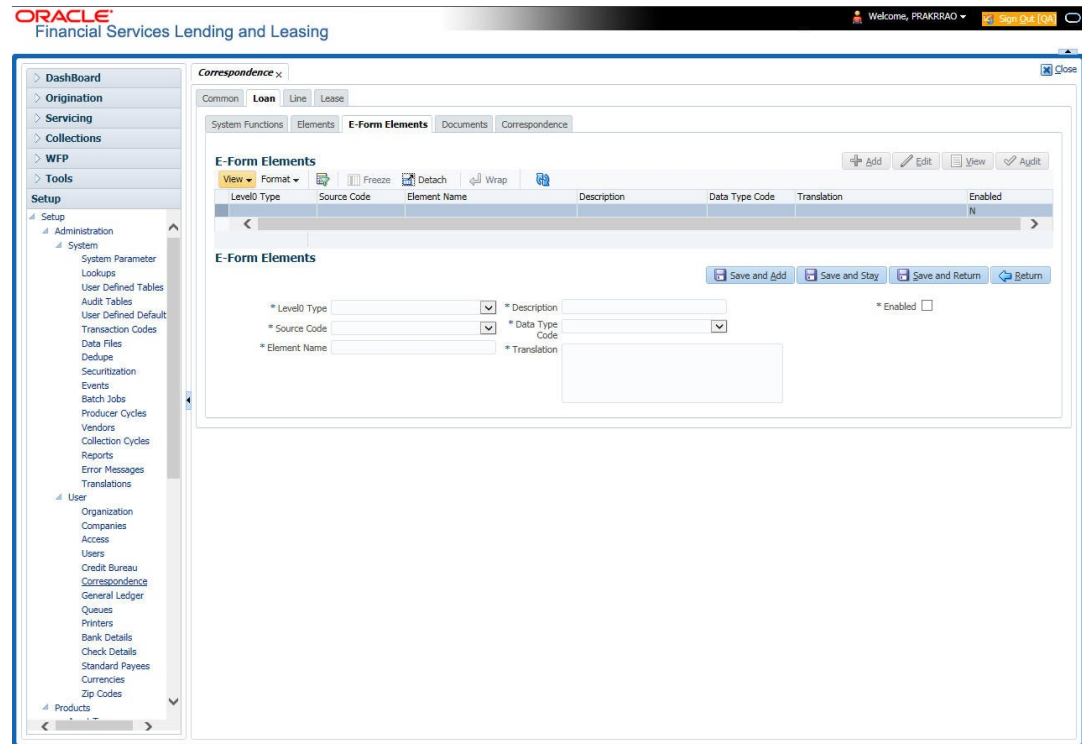 ORACLE
Financial Services Lending and Leasing
Welcome, PRAKRRAO
Sign Out [QA]
Close
DashBoard
Origination
Servicing
Collections
WFP
Tools
Setup
Setup
Administration
System
System Parameter
Lookups
User Defined Tables
Audit Tables
User Defined Default
Transaction Codes
Data Files
Dedupe
Securitization
Events
Batch Jobs
Producer Cycles
Vendors
Collection Cycles
Reports
Error Messages
Translations
User
Organization
Companies
Access
Users
Credit Bureau
Correspondence
General Ledger
Queues
Printers
Bank Details
Check Details
Standard Payees
Currencies
Zip Codes
Products
Correspondence x
Common Loan Line Lease
System Functions Elements E-Form Elements Documents Correspondence
E-Form Elements
Add Edit View Audit
View Format Freeze Detach Wrap
Level0 Type Source Code Element Name Description Data Type Code Translation Enabled
N
E-Form Elements
Save and Add Save and Stay Save and Return Return
* Level0 Type
* Source Code
* Element Name
* Description
* Data Type Code
* Translation
* Enabled